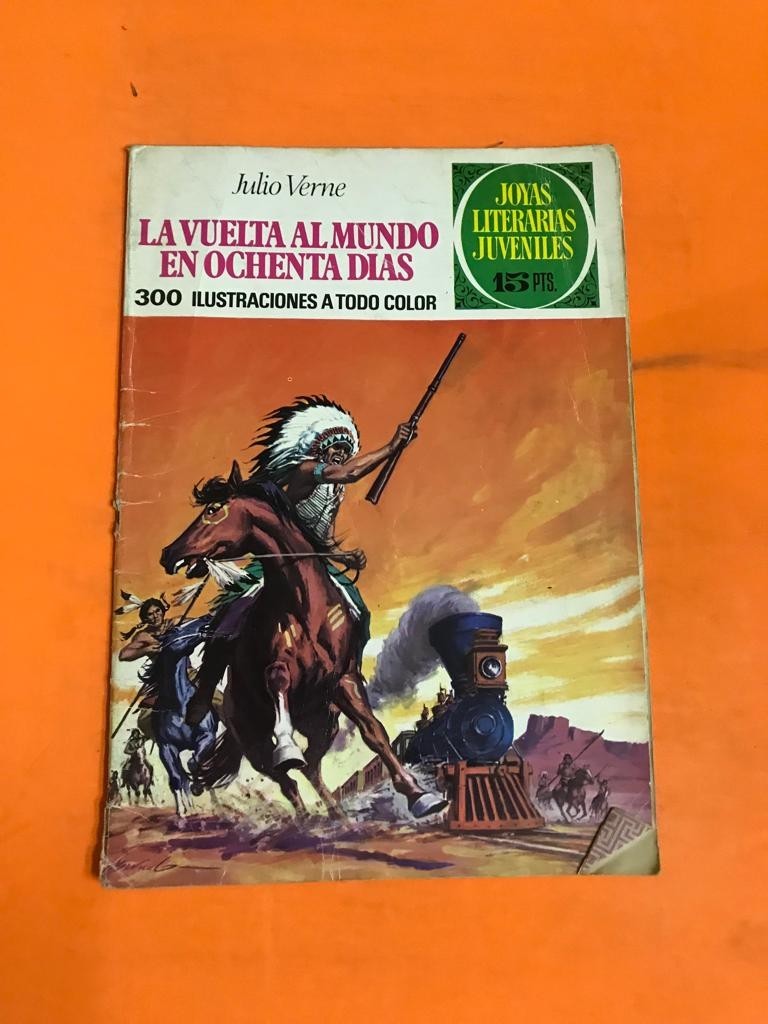 Julio Verne
LA VUELTA AL MUNDO
EN OCHENTA DIAS
300 ILUSTRACIONES A TODO COLOR
JOYAS
LITERARIAS
JUVENILES
15 PTS.